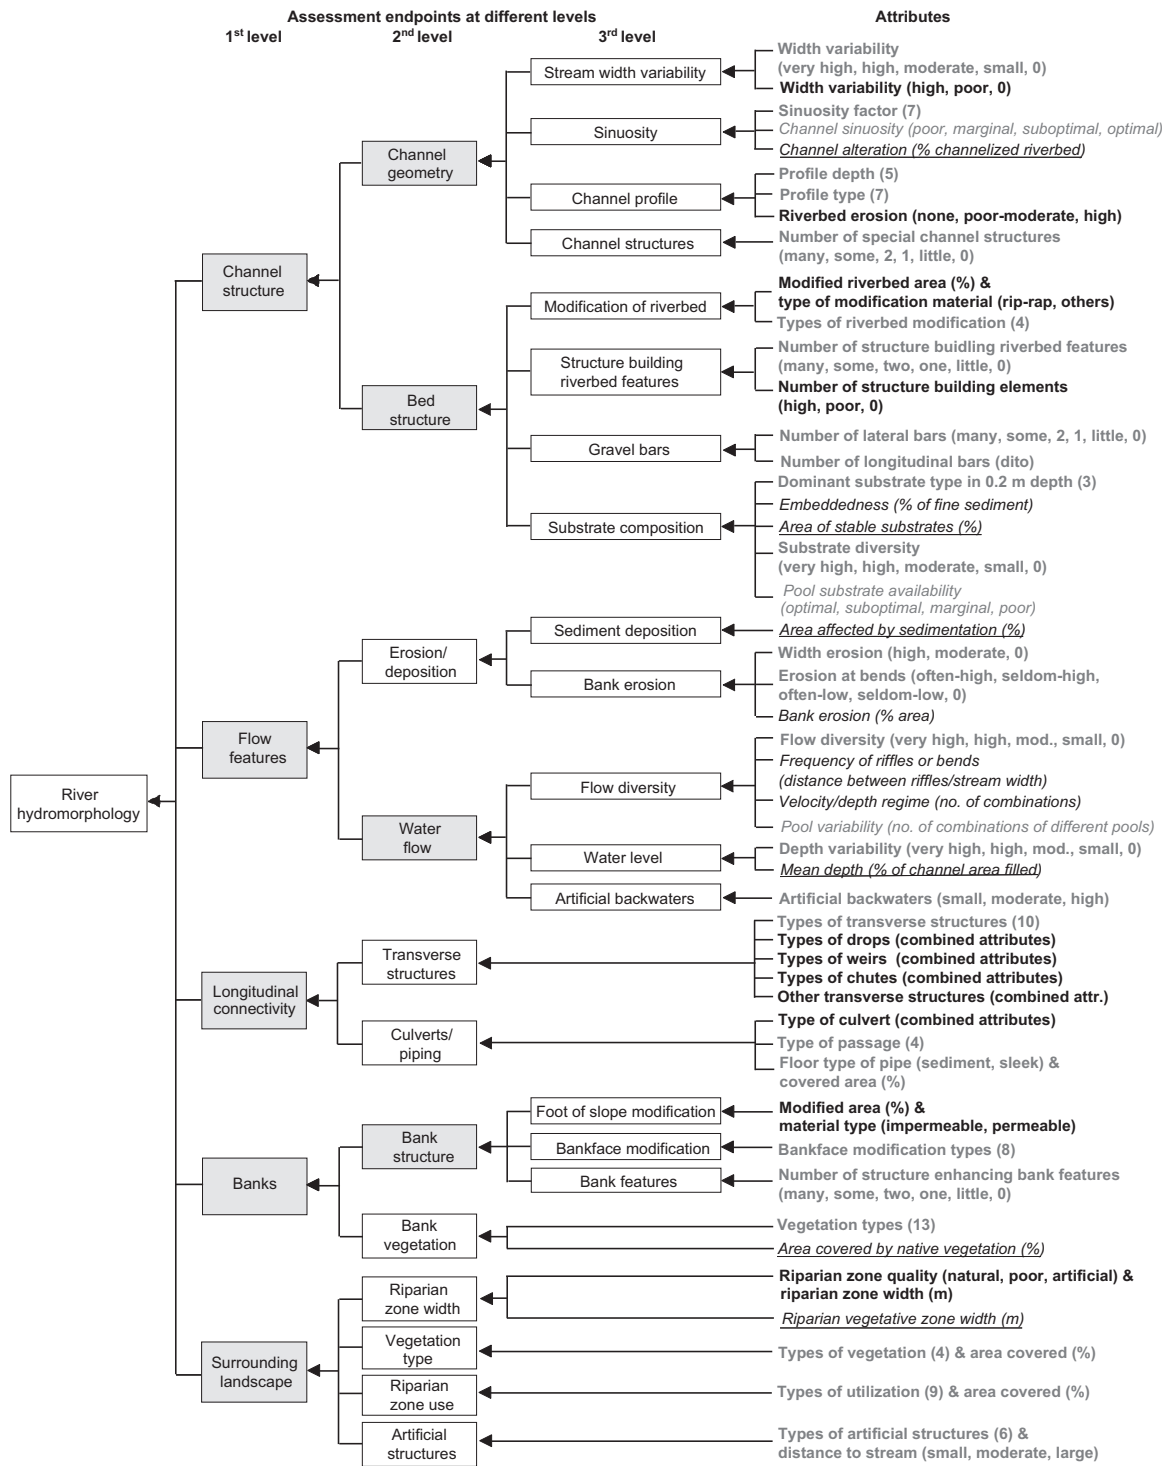 Assessment endpoints at different levels
Attributes
1st level
2nd level
3rd level
River
hydromorphology
Channel
structure
Channel
geometry
Stream width variability
Width variability
(very high, high, moderate, small, 0)
Width variability (high, poor, 0)
Sinuosity
Sinuosity factor (7)
Channel sinuosity (poor, marginal, suboptimal, optimal)
Channel alteration (% channelized riverbed)
Channel profile
Profile depth (5)
Profile type (7)
Riverbed erosion (none, poor-moderate, high)
Channel structures
Number of special channel structures
(many, some, 2, 1, little, 0)
Bed
structure
Modification of riverbed
Modified riverbed area (%) &
type of modification material (rip-rap, others)
Types of riverbed modification (4)
Structure building
riverbed features
Number of structure buidling riverbed features
(many, some, two, one, little, 0)
Number of structure building elements
(high, poor, 0)
Gravel bars
Number of lateral bars (many, some, 2, 1, little, 0)
Number of longitudinal bars (dito)
Substrate composition
Dominant substrate type in 0.2 m depth (3)
Embeddedness (% of fine sediment)
Area of stable substrates (%)
Substrate diversity
(very high, high, moderate, small, 0)
Pool substrate availability
(optimal, suboptimal, marginal, poor)
Flow
features
Erosion/
deposition
Sediment deposition
Area affected by sedimentation (%)
Bank erosion
Width erosion (high, moderate, 0)
Erosion at bends (often-high, seldom-high,
often-low, seldom-low, 0)
Bank erosion (% area)
Water
flow
Flow diversity
Flow diversity (very high, high, mod., small, 0)
Frequency of riffles or bends
(distance between riffles/stream width)
Velocity/depth regime (no. of combinations)
Pool variability (no. of combinations of different pools)
Water level
Depth variability (very high, high, mod., small, 0)
Mean depth (% of channel area filled)
Artificial backwaters
Artificial backwaters (small, moderate, high)
Longitudinal
connectivity
Transverse
structures
Types of transverse structures (10)
Types of drops (combined attributes)
Types of weirs (combined attributes)
Types of chutes (combined attributes)
Other transverse structures (combined attr.)
Culverts/
piping
Type of culvert (combined attributes)
Type of passage (4)
Floor type of pipe (sediment, sleek) &
covered area (%)
Banks
Bank
structure
Foot of slope modification
Modified area (%) &
material type (impermeable, permeable)
Bankface modification
Bankface modification types (8)
Bank features
Number of structure enhancing bank features
(many, some, two, one, little, 0)
Bank
vegetation
Vegetation types (13)
Area covered by native vegetation (%)
Surrounding
landscape
Riparian
zone width
Riparian zone quality (natural, poor, artificial) &
riparian zone width (m)
Riparian vegetative zone width (m)
Vegetation
type
Types of vegetation (4) & area covered (%)
Riparian
zone use
Types of utilization (9) & area covered (%)
Artificial
structures
Types of artificial structures (6) &
distance to stream (small, moderate, large)